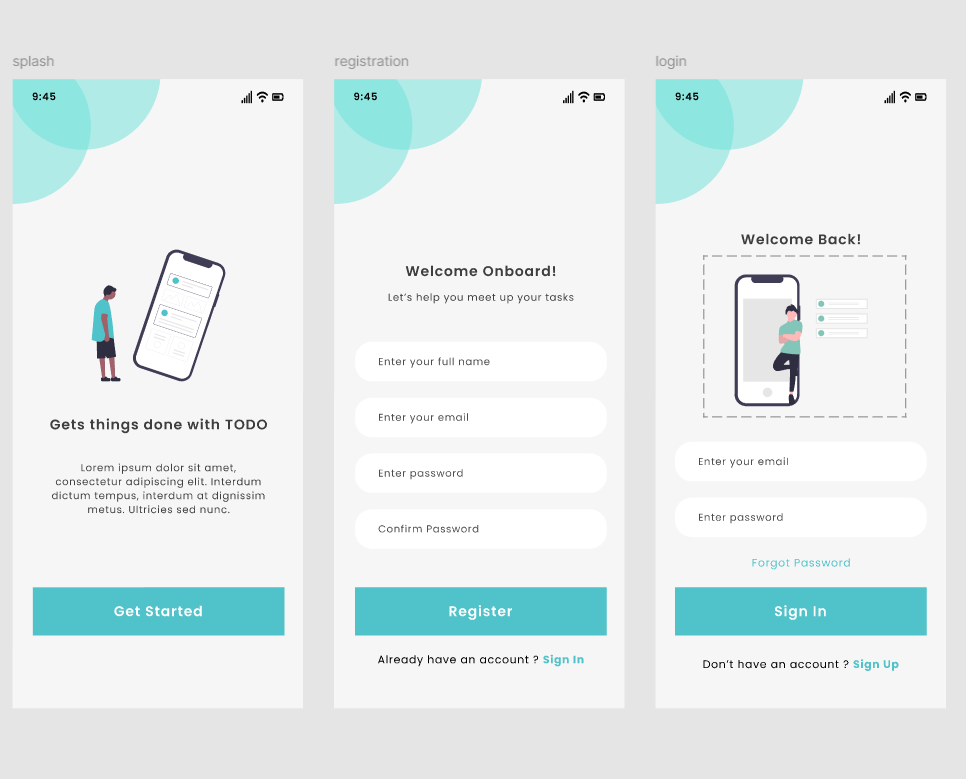 splash
9:45
Gets things done with TODO
Lorem ipsum dolor sit amet,
consectetur adipiscing elit. Interdum
dictum tempus, interdum at dignissim
metus. Ultricies sed nunc.
Get Started
registration
9:45
Welcome Onboard!
Let's help you meet up your tasks
Enter your full name
Enter your email
Enter password
Confirm Password
Register
Already have an account ? Sign In
login
9:45
Welcome Back!
Enter your email
Enter password
Forgot Password
Sign In
Don't have an account ? Sign Up